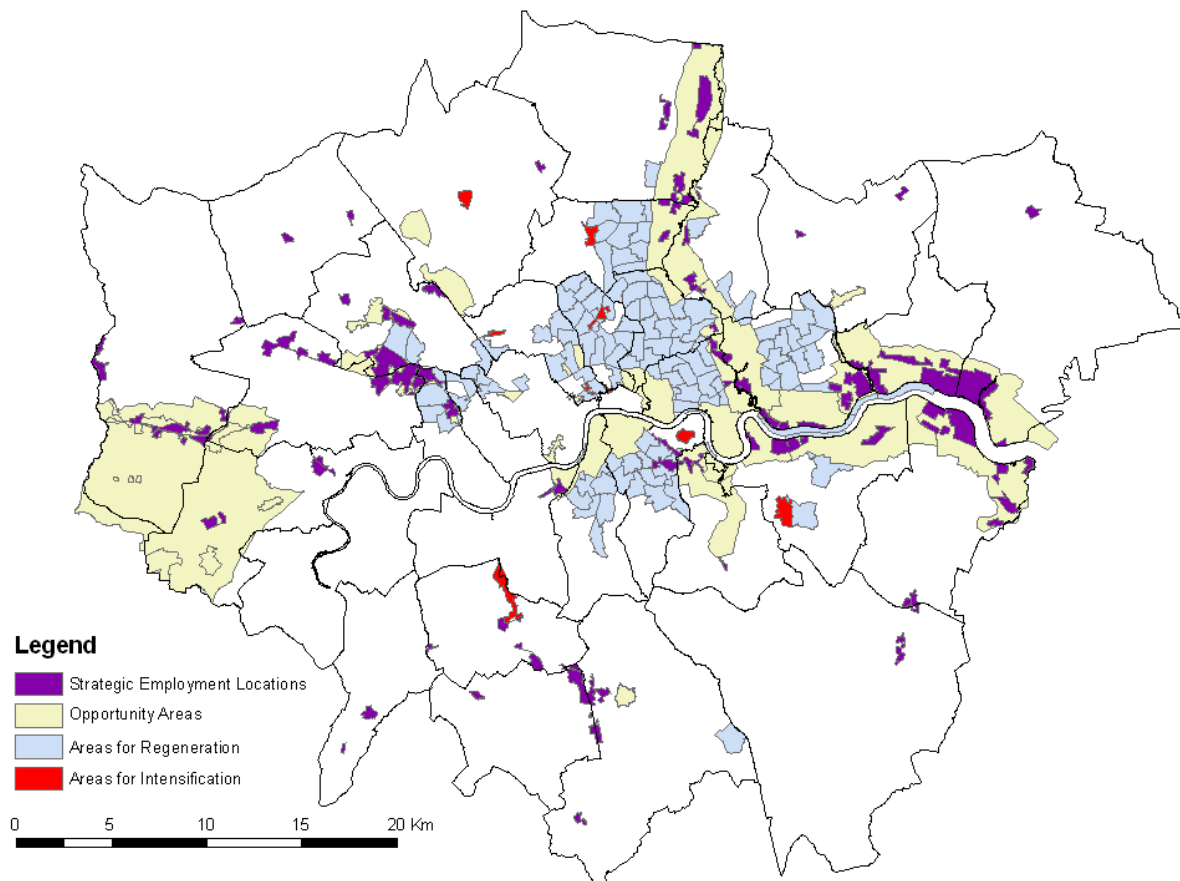 Legend
Strategic Employment Locations
Opportunity Areas
Areas for Regeneration
Areas for Intensification
0 5 10 15 20 Km